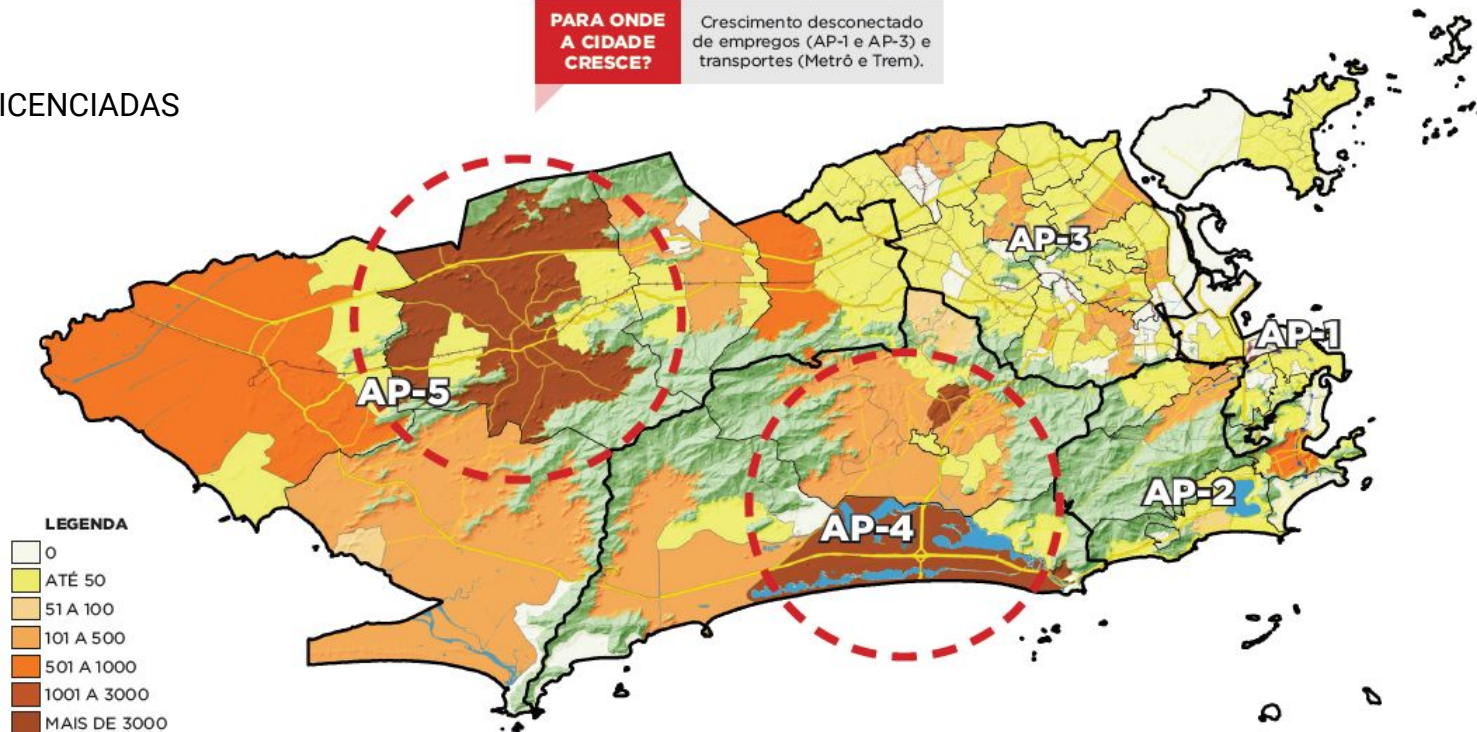 PARA ONDE
A CIDADE
CRESCE?
Crescimento desconectado
de empregos (AP-1 e AP-3) e
transportes (Metrô e Trem).
ICENCIADAS
AP-3
AP-1
AP-5
AP-2
AP-4
LEGENDA
0
ATÉ 50
51 A 100
101 A 500
501 A 1000
1001 A 3000
MAIS DE 3000